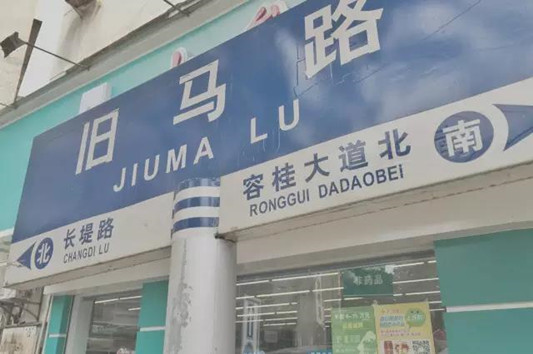 旧马路
JIUMA LU
北
长堤路
CHANGDI LU
容桂大道北
RONGGUI DADAOBEI
南